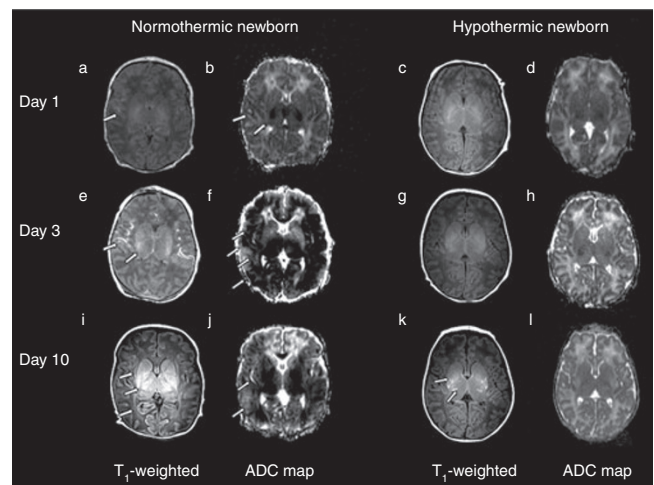 Normothermic newborn Hypothermic newborn
a b c d
Day 1
e f g h
Day 3
i j k l
Day 10
T₁-weighted ADC map T₁-weighted ADC map